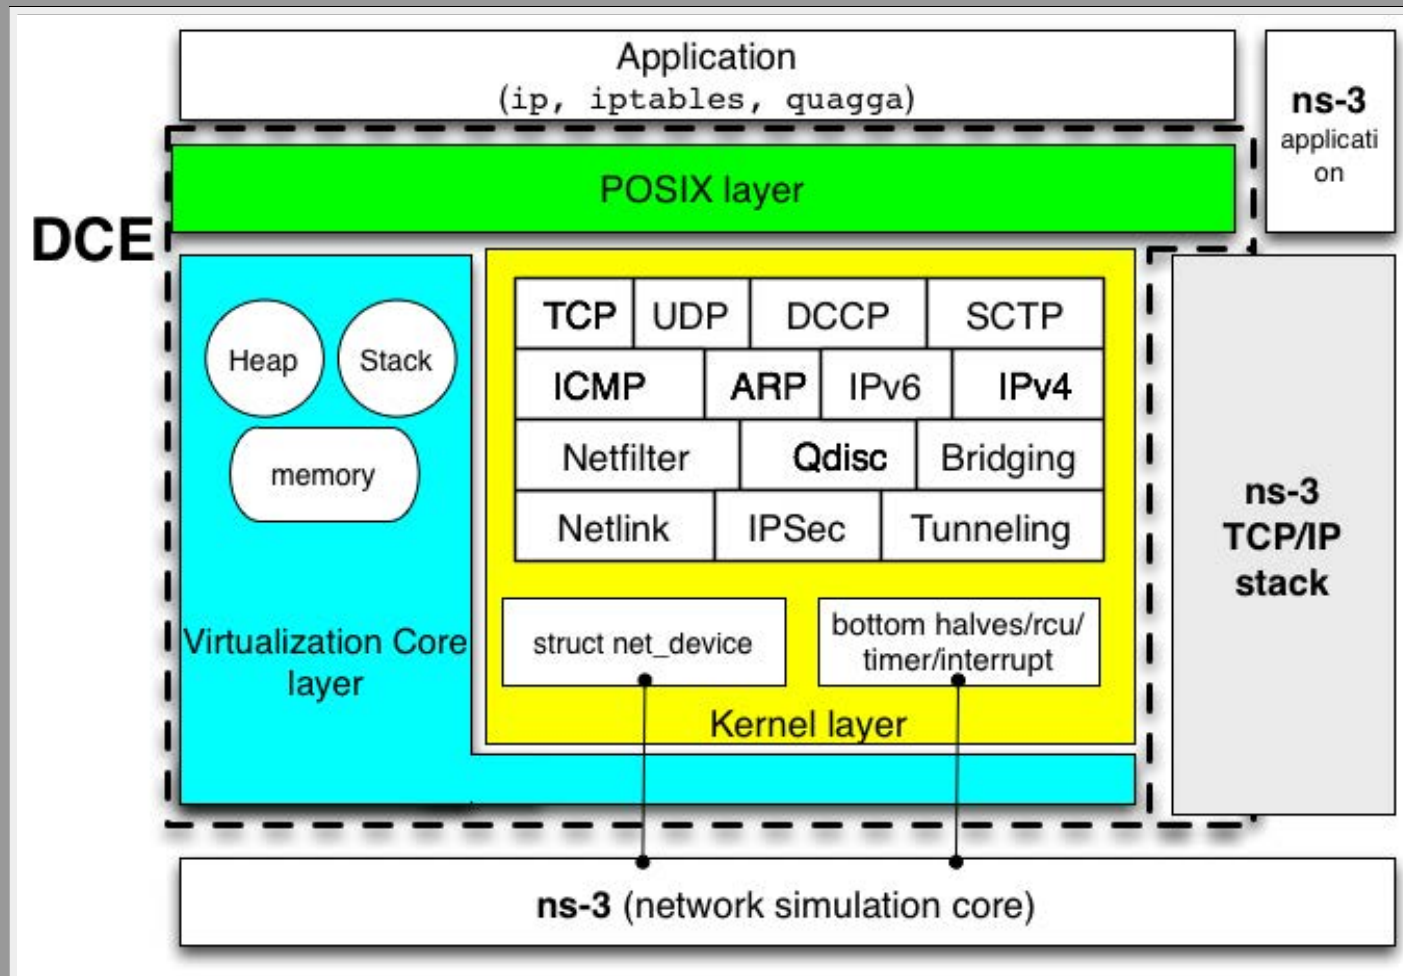 Application
(ip, iptables, quagga)
ns-3
applicati
on
POSIX layer
DCE
Heap
Stack
memory
Virtualization Core
layer
TCP UDP DCCP SCTP
ICMP ARP IPv6 IPv4
Netfilter Qdisc Bridging
Netlink IPSec Tunneling
struct net_device
bottom halves/rcu/
timer/interrupt
Kernel layer
ns-3
TCP/IP
stack
ns-3 (network simulation core)